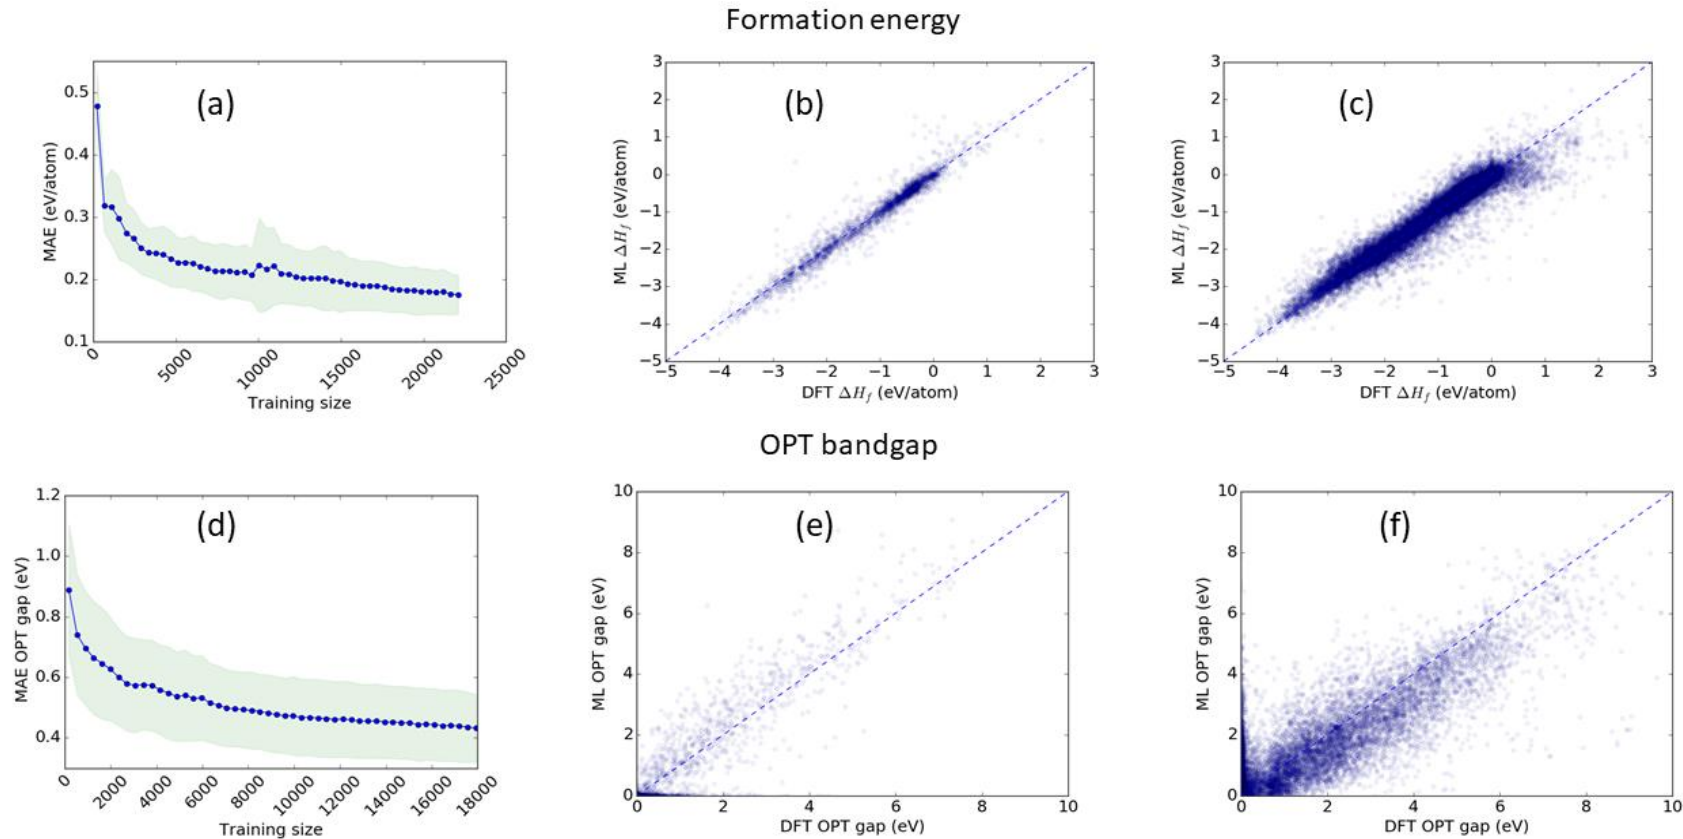 Formation energy
(a)
MAE (eV/atom)
0.5
0.4
0.3
0.2
0.1
0
5000
10000
15000
20000
25000
Training size
(b)
ML ΔH_f (eV/atom)
3
2
1
0
−1
−2
−3
−4
−5
−5 −4 −3 −2 −1 0 1 2 3
DFT ΔH_f (eV/atom)
(c)
ML ΔH_f (eV/atom)
3
2
1
0
−1
−2
−3
−4
−5
−5 −4 −3 −2 −1 0 1 2 3
DFT ΔH_f (eV/atom)
OPT bandgap
(d)
MAE OPT gap (eV)
1.2
1.0
0.8
0.6
0.4
0
2000
4000
6000
8000
10000
12000
14000
16000
18000
Training size
(e)
ML OPT gap (eV)
10
8
6
4
2
0
0 2 4 6 8 10
DFT OPT gap (eV)
(f)
ML OPT gap (eV)
10
8
6
4
2
0
0 2 4 6 8 10
DFT OPT gap (eV)